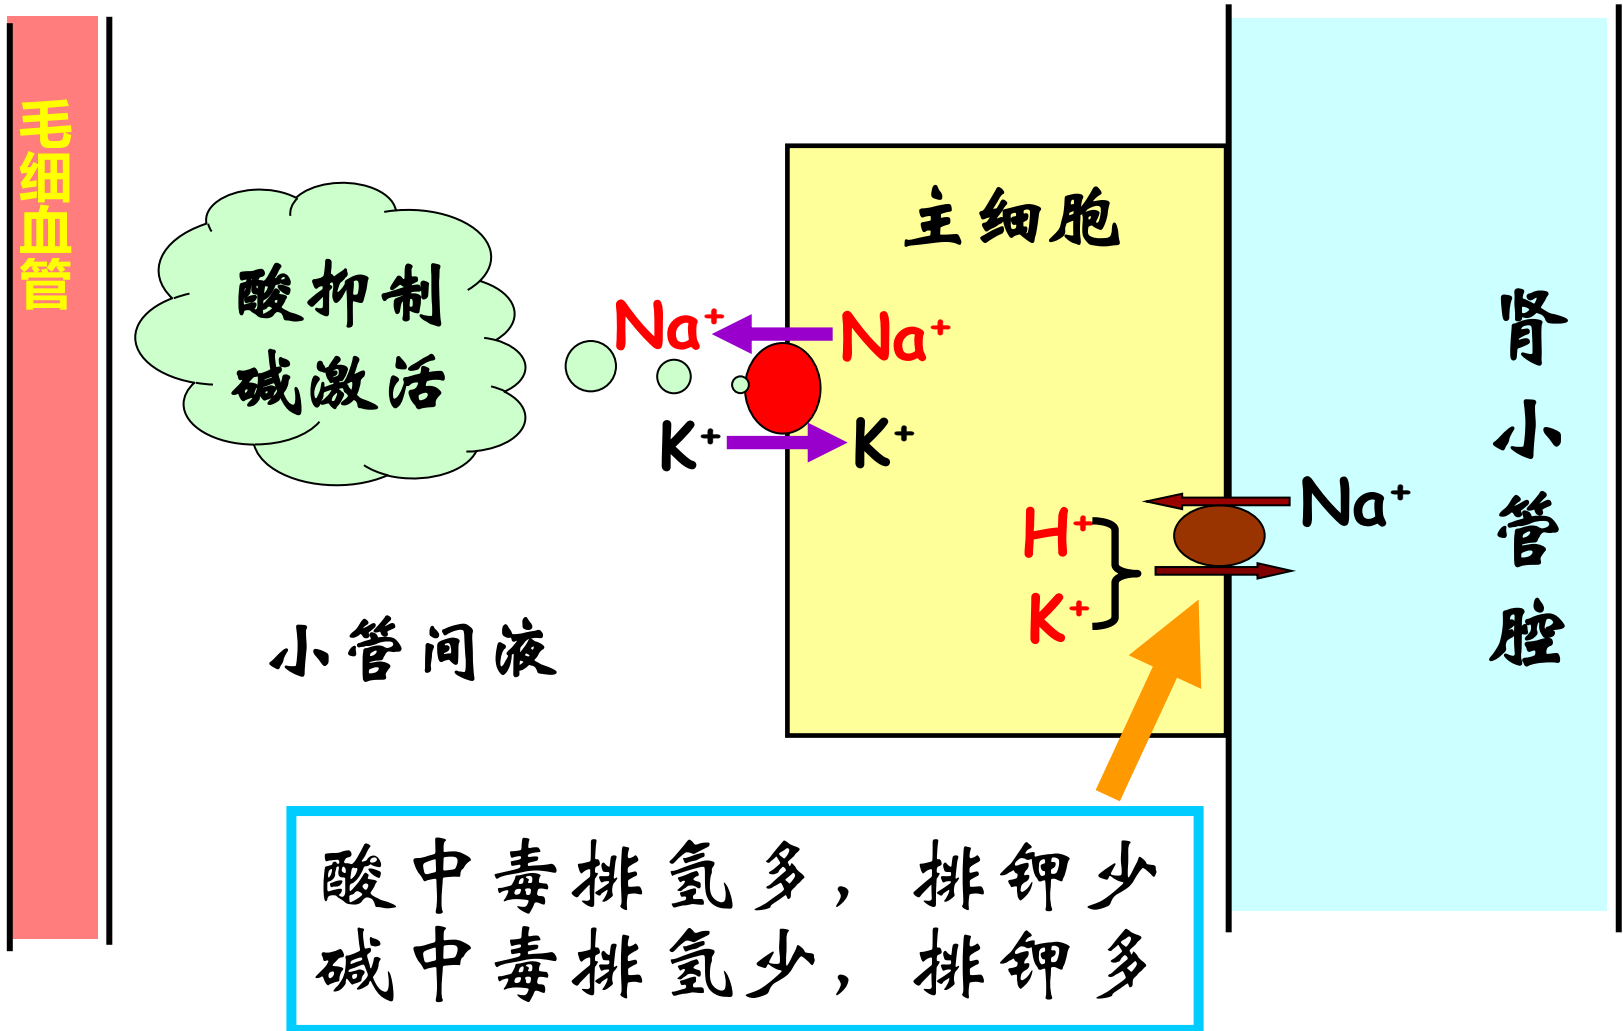 毛细血管
主细胞
酸抑制
碱激活
Na⁺
Na⁺
K⁺
K⁺
Na⁺
H⁺
K⁺
肾小管腔
小管间液
酸中毒排氢多，排钾少
碱中毒排氢少，排钾多